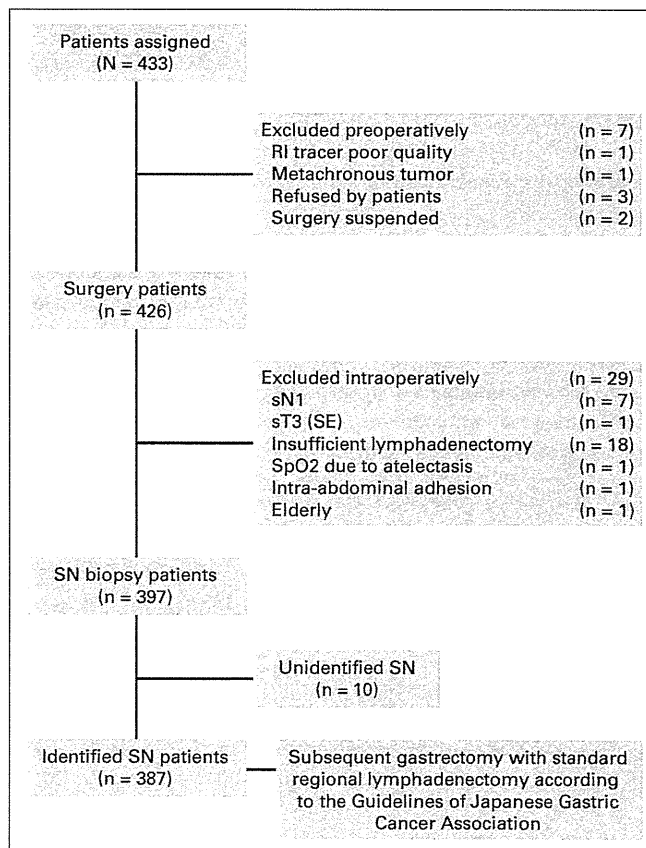 Patients assigned
(N = 433)
Excluded preoperatively (n = 7)
RI tracer poor quality (n = 1)
Metachronous tumor (n = 1)
Refused by patients (n = 3)
Surgery suspended (n = 2)
Surgery patients
(n = 426)
Excluded intraoperatively (n = 29)
sN1 (n = 7)
sT3 (SE) (n = 1)
Insufficient lymphadenectomy (n = 18)
SpO2 due to atelectasis (n = 1)
Intra-abdominal adhesion (n = 1)
Elderly (n = 1)
SN biopsy patients
(n = 397)
Unidentified SN
(n = 10)
Identified SN patients
(n = 387)
Subsequent gastrectomy with standard
regional lymphadenectomy according
to the Guidelines of Japanese Gastric
Cancer Association